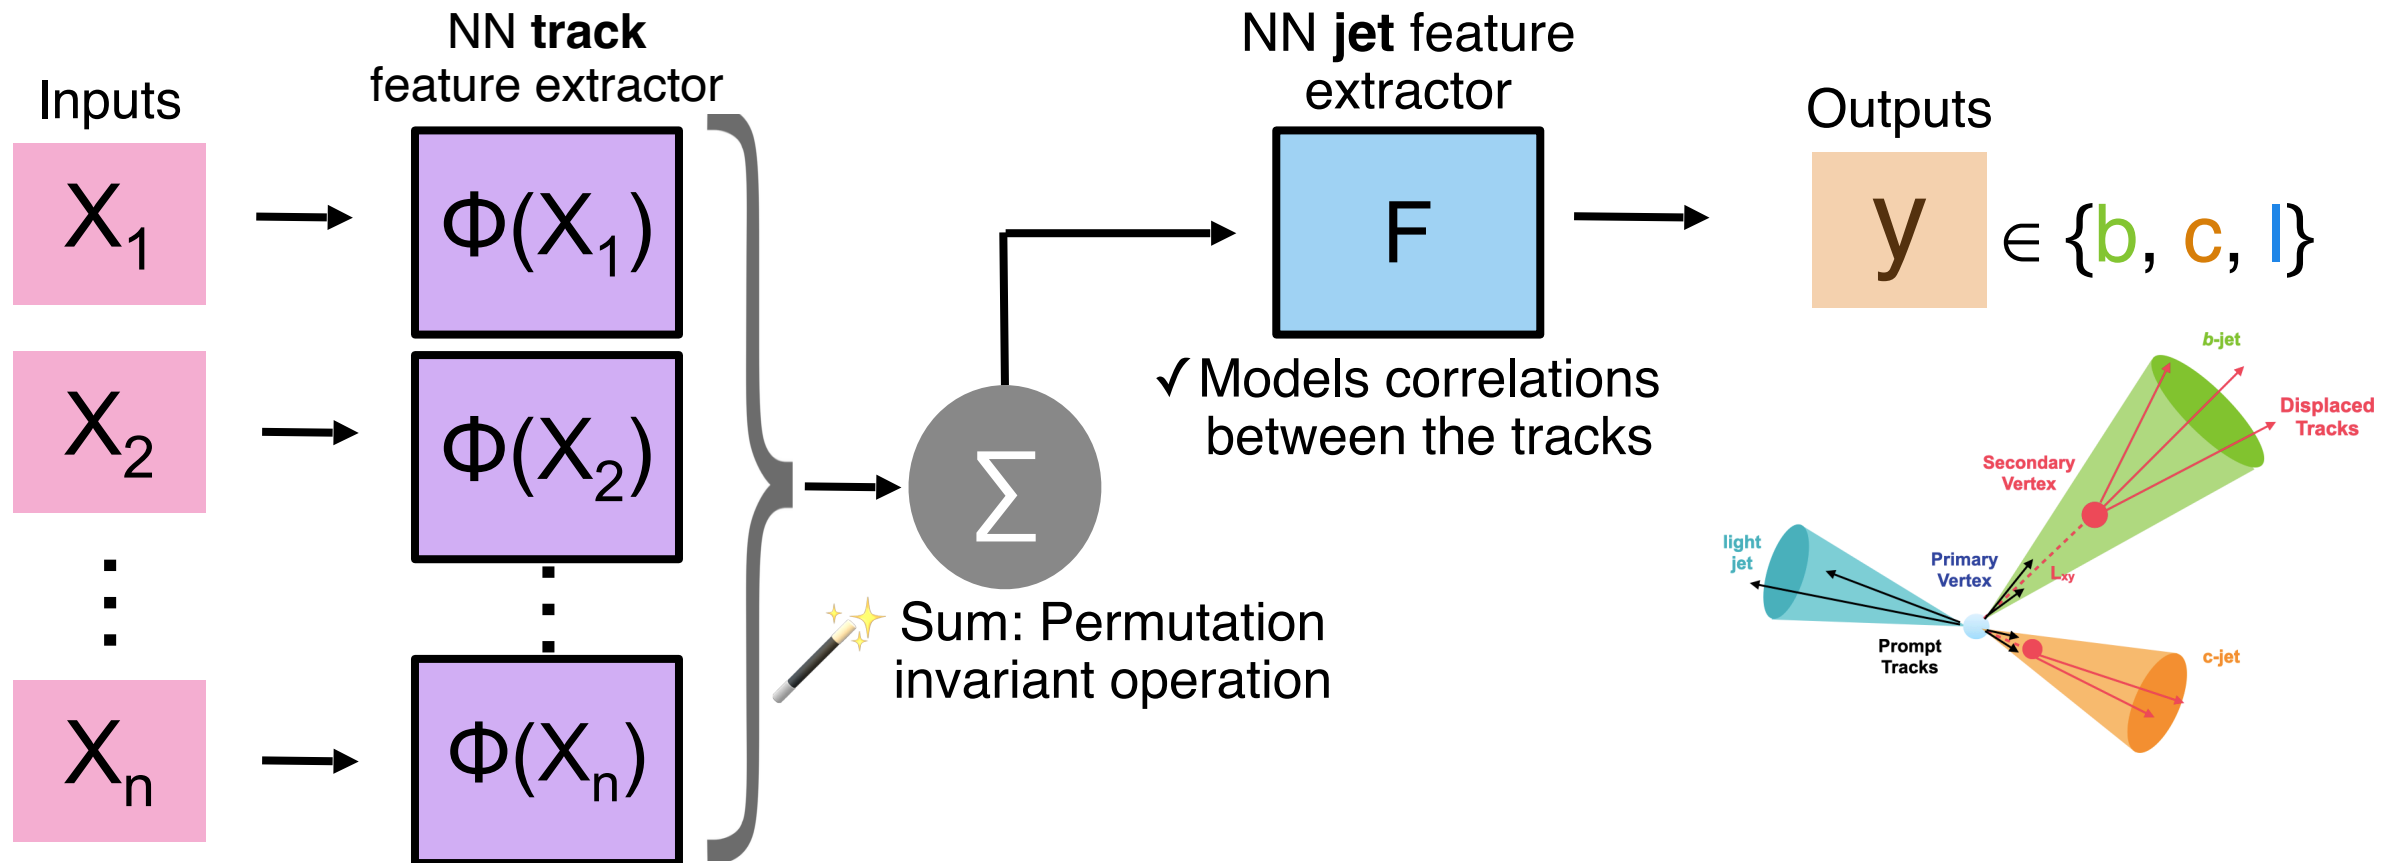 Inputs
X1
X2
Xn
NN track
feature extractor
Φ(X1)
Φ(X2)
Φ(Xn)
∑
Sum: Permutation
invariant operation
NN jet feature
extractor
F
✓Models correlations
between the tracks
Outputs
y ∈ {b, c, l}
b-jet
Displaced
Tracks
Secondary
Vertex
light
jet
Primary
Vertex
Lxy
Prompt
Tracks
c-jet